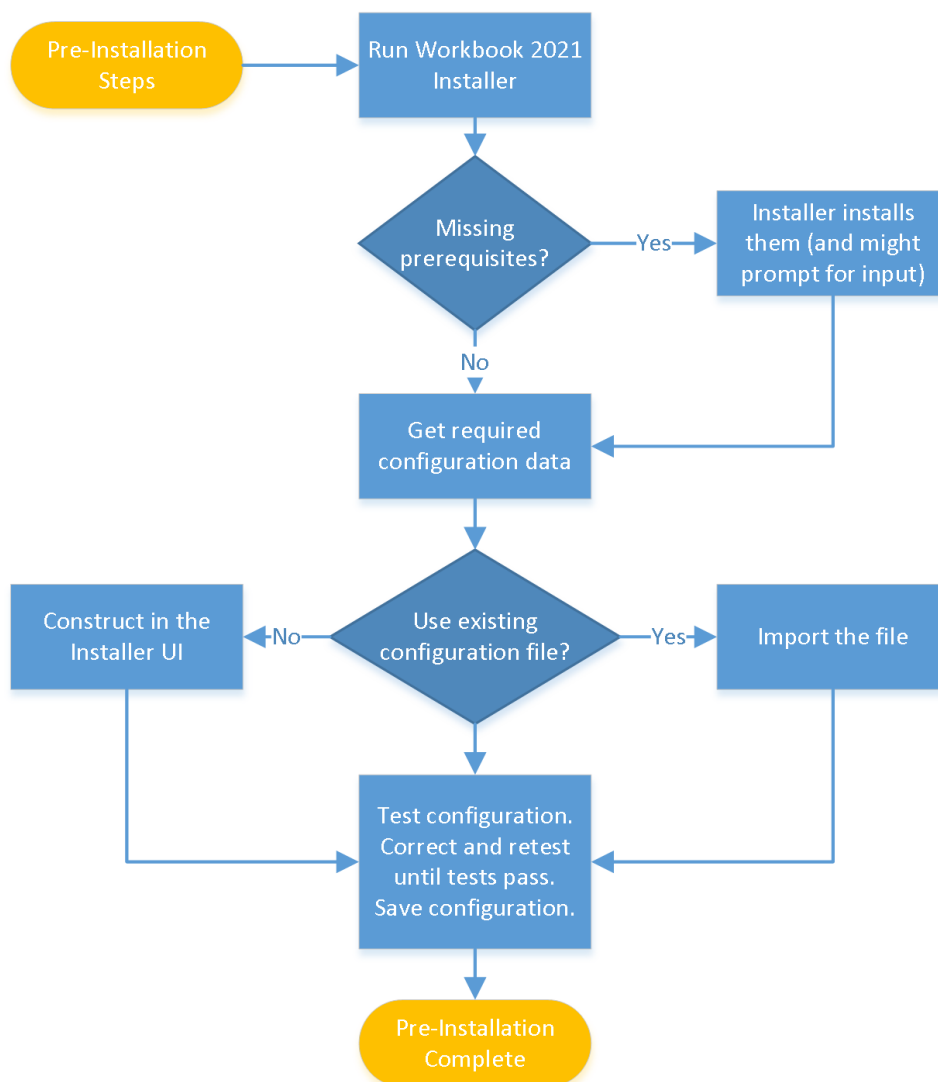 Pre-Installation
Steps
Run Workbook 2021
Installer
Missing
prerequisites?
Yes
Installer installs
them (and might
prompt for input)
No
Get required
configuration data
Construct in the
Installer UI
No
Use existing
configuration file?
Yes
Import the file
Test configuration.
Correct and retest
until tests pass.
Save configuration.
Pre-Installation
Complete